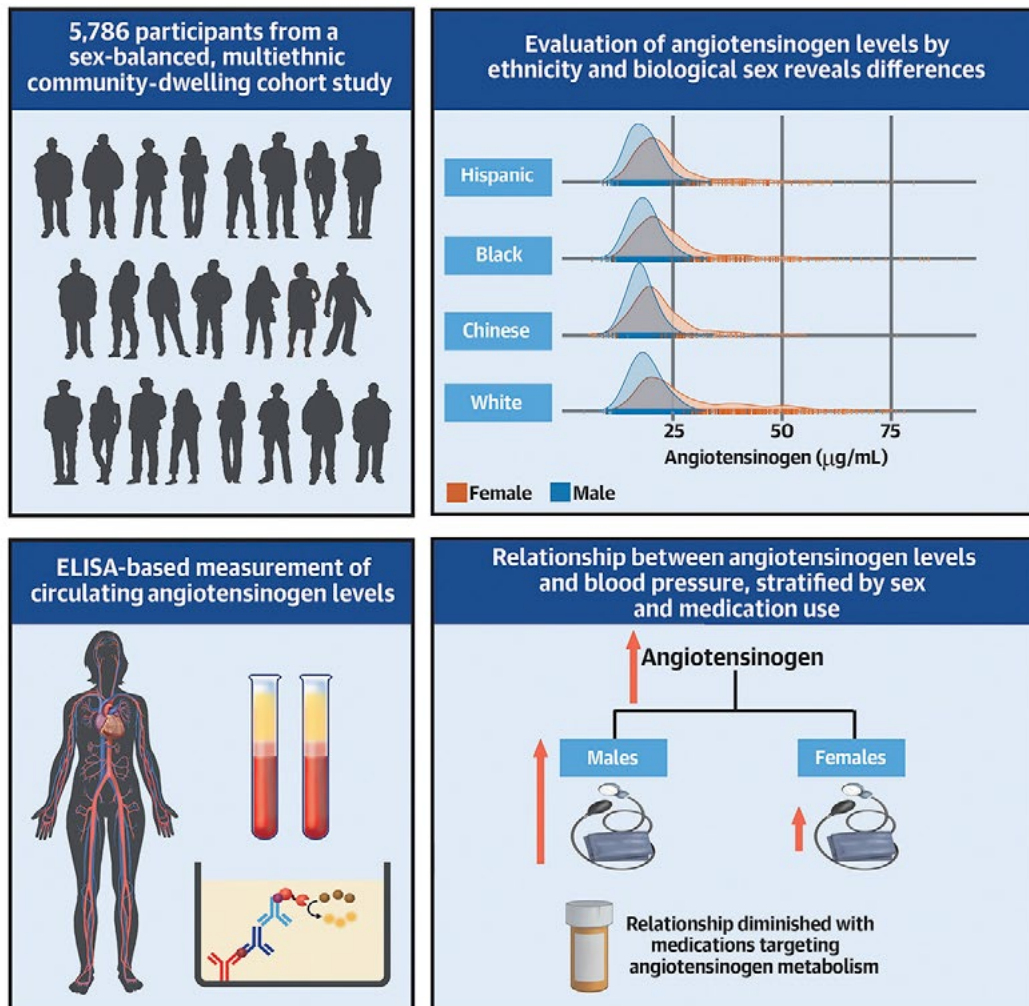 5,786 participants from a
sex-balanced, multiethnic
community-dwelling cohort study
Evaluation of angiotensinogen levels by
ethnicity and biological sex reveals differences
Hispanic
Black
Chinese
White
25
50
75
Angiotensinogen (μg/mL)
Female
Male
ELISA-based measurement of
circulating angiotensinogen levels
Relationship between angiotensinogen levels
and blood pressure, stratified by sex
and medication use
Angiotensinogen
Males
Females
Relationship diminished with
medications targeting
angiotensinogen metabolism